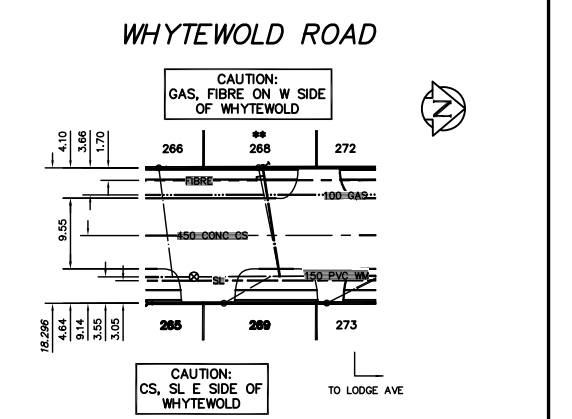 WHYTEWOLD ROAD
CAUTION:
GAS, FIBRE ON W SIDE
OF WHYTEWOLD
N
4.10
3.66
1.70
**
266
268
272
FIBRE
100 GAS
9.55
450 CONC CS
150 PVC WM
SL
18.296
4.64
9.14
3.55
3.05
265
269
273
CAUTION:
CS, SL E SIDE OF
WHYTEWOLD
TO LODGE AVE